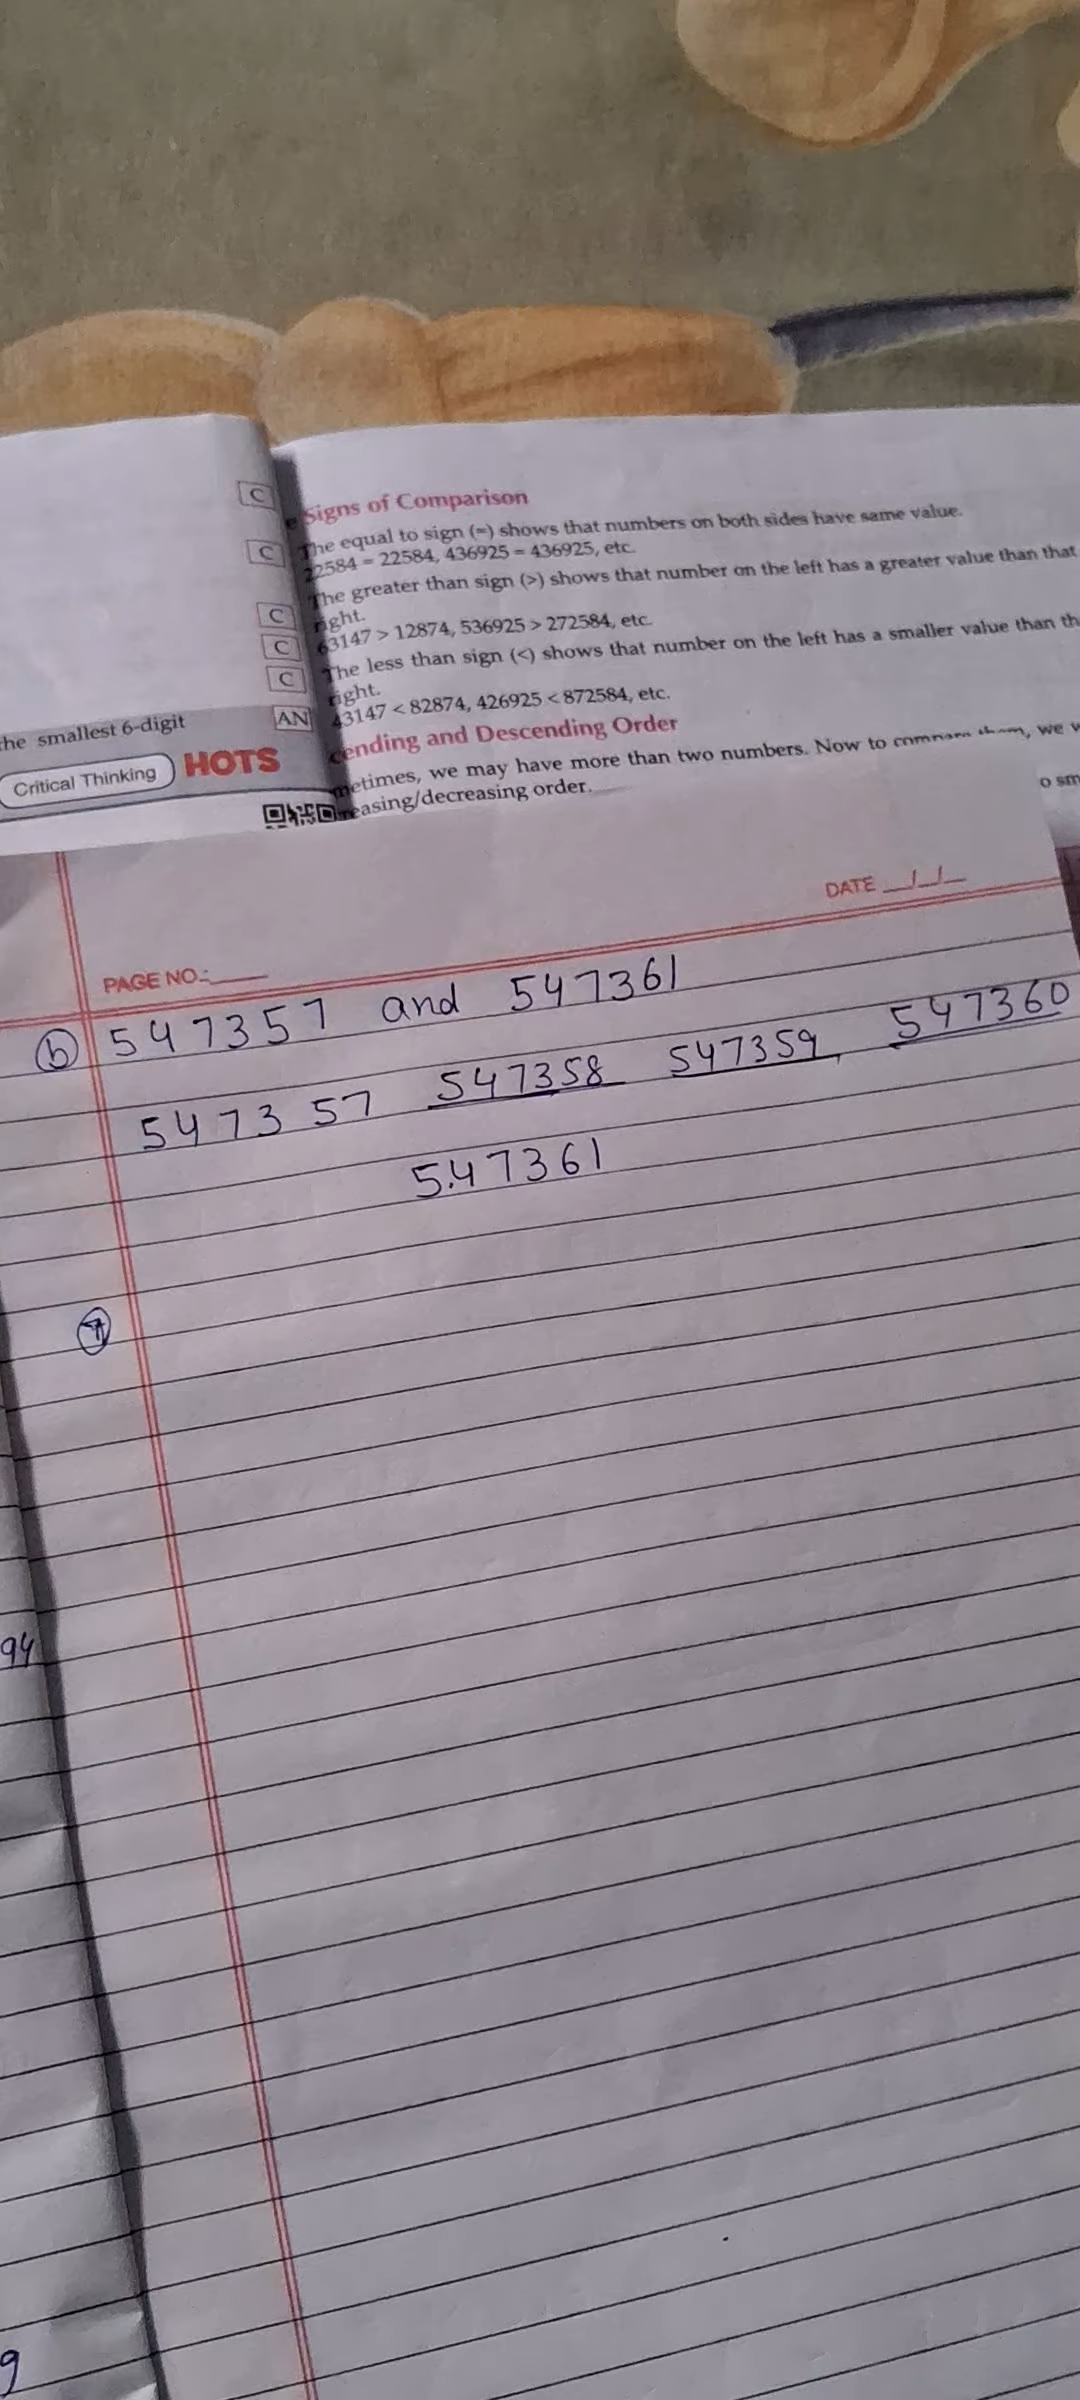 C
C
C
C
C
AN
the smallest 6-digit
Critical Thinking HOTS
Signs of Comparison
The equal to sign (=) shows that numbers on both sides have same value.
22584 = 22584, 436925 = 436925, etc.
The greater than sign (>) shows that number on the left has a greater value than that
right.
63147 > 12874, 536925 > 272584, etc.
The less than sign (<) shows that number on the left has a smaller value than th
right.
43147 < 82874, 426925 < 872584, etc.
cending and Descending Order
metimes, we may have more than two numbers. Now to compare them, we w
reasing/decreasing order.
o sm
DATE __/__/__
PAGE NO.:
(b) 547357 and 547361
547357 547358 547359, 547360
547361
7
94
9